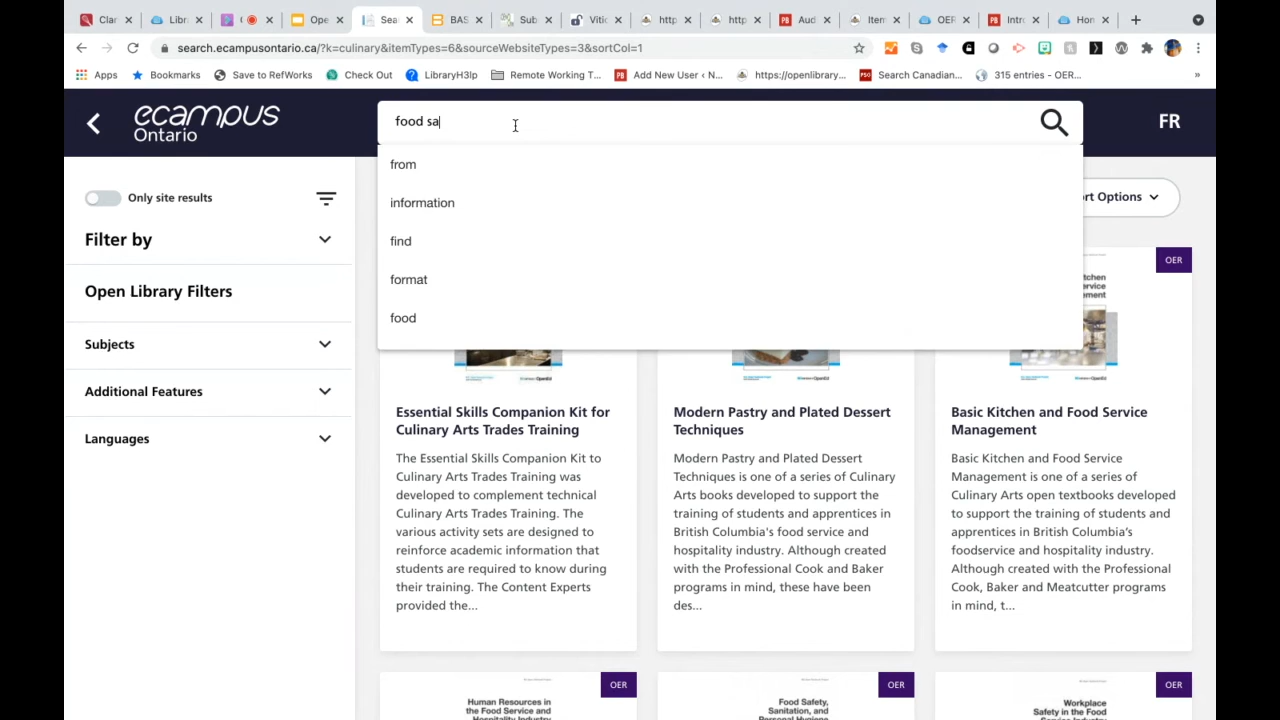 Clar
Libra
Ope
Sea
BAS
Sub
Vitic
http
http
Aud
Item
OER
Intro
Hon
search.ecampusontario.ca/?k=culinary&itemTypes=6&sourceWebsiteTypes=3&sortCol=1
Apps
Bookmarks
Save to RefWorks
Check Out
LibraryH3lp
Remote Working T...
Add New User < N...
https://openlibrary...
Search Canadian...
315 entries - OER...
»
ecampus
Ontario
food sa
FR
from
information
find
format
food
Only site results
Filter by
Open Library Filters
Subjects
Additional Features
Languages
rt Options
OER
tchen
ervice
ement
Essential Skills Companion Kit for
Culinary Arts Trades Training
The Essential Skills Companion Kit to
Culinary Arts Trades Training was
developed to complement technical
Culinary Arts Trades Training. The
various activity sets are designed to
reinforce academic information that
students are required to know during
their training. The Content Experts
provided the...
Modern Pastry and Plated Dessert
Techniques
Modern Pastry and Plated Dessert
Techniques is one of a series of Culinary
Arts books developed to support the
training of students and apprentices in
British Columbia's food service and
hospitality industry. Although created
with the Professional Cook and Baker
programs in mind, these have been
des...
Basic Kitchen and Food Service
Management
Basic Kitchen and Food Service
Management is one of a series of
Culinary Arts open textbooks developed
to support the training of students and
apprentices in British Columbia's
foodservice and hospitality industry.
Although created with the Professional
Cook, Baker and Meatcutter programs
in mind, t...
OER
Human Resources in
the Food Service and
Hospitality Industry
OER
Food Safety,
Sanitation, and
Personal Hygiene
OER
Workplace
Safety in the Food
Service Industry